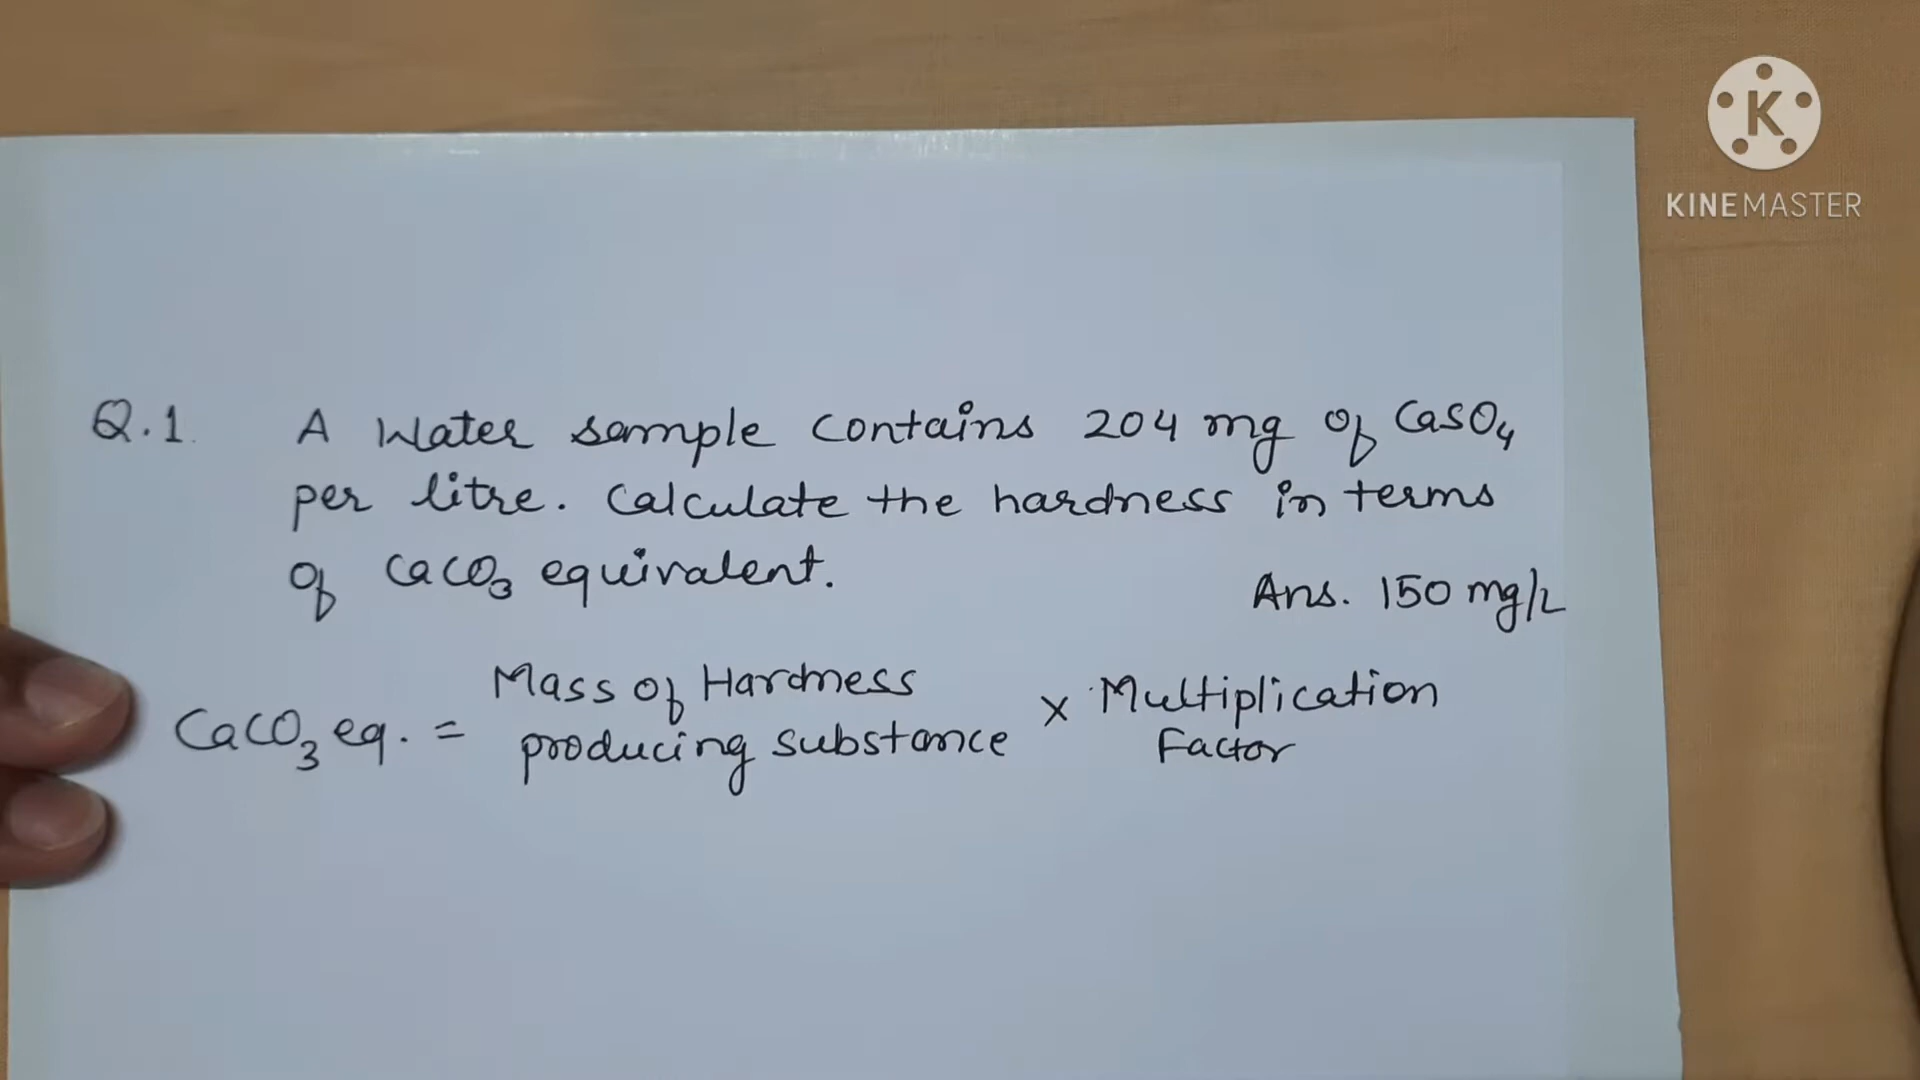 K
KINEMASTER
Q.1. A Water sample contains 204 mg of CaSO4
per litre. Calculate the hardness in terms
of CaCO3 equivalent.
Ans. 150 mg/L
CaCO3 eq. = Mass of Hardness producing substance × Multiplication Factor